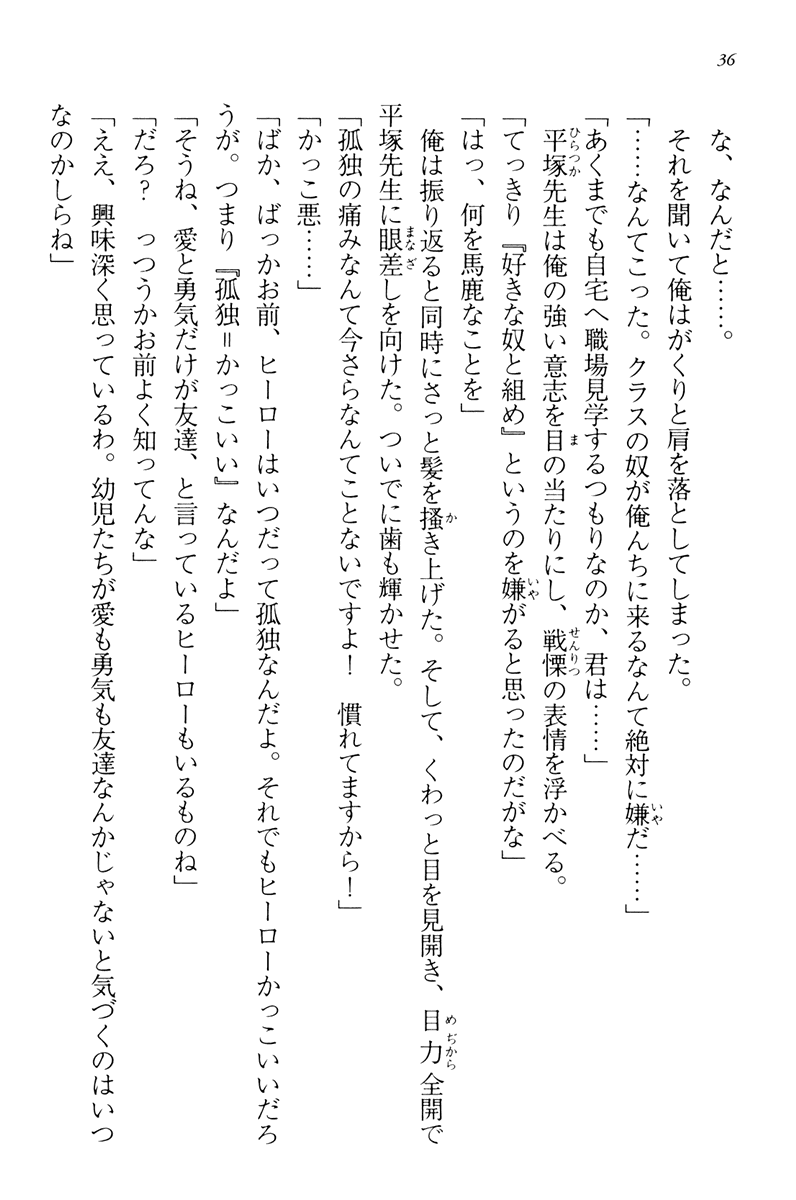 36
な、なんだと……。
それを聞いて俺はがくりと肩を落としてしまった。
「……なんてこった。クラスの奴が俺んちに来るなんて絶対に嫌だ……」
「あくまでも自宅へ職場見学するつもりなのか、君は……」
平塚先生は俺の強い意志を目の当たりにし、戦慄の表情を浮かべる。
「てっきり『好きな奴と組め』というのを嫌がると思ったのだがな」
「はっ、何を馬鹿なことを」
俺は振り返ると同時にさっと髪を掻き上げた。そして、くわっと目を見開き、目力全開で
平塚先生に眼差しを向けた。ついでに歯も輝かせた。
「孤独の痛みなんて今さらなんてことないですよ！　慣れてますから！」
「かっこ悪……」
「ばか、ばっかお前、ヒーローはいつだって孤独なんだよ。それでもヒーローかっこいいだろ
うが。つまり『孤独＝かっこいい』なんだよ」
「そうね、愛と勇気だけが友達、と言っているヒーローもいるものね」
「だろ？　っつうかお前よく知ってんな」
「ええ、興味深く思っているわ。幼児たちが愛も勇気も友達なんかじゃないと気づくのはいつ
なのかしらね」